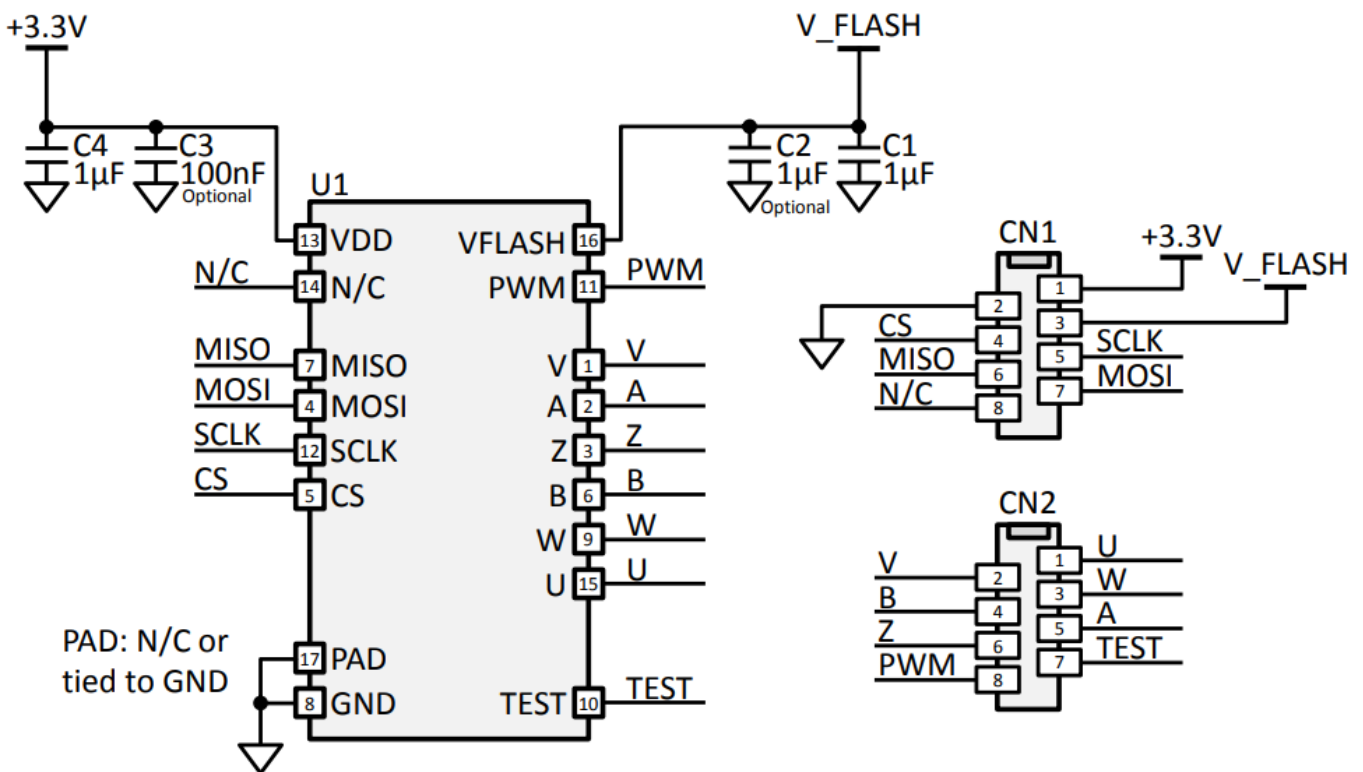 +3.3V
V_FLASH
C4
1µF
C3
100nF
Optional
C2
1µF
Optional
C1
1µF
U1
13 VDD
VFLASH 16
N/C
14 N/C
PWM 11
PWM
MISO
7 MISO
V 1
V
MOSI
4 MOSI
A 2
A
SCLK
12 SCLK
Z 3
Z
CS
5 CS
B 6
B
W 9
W
U 15
U
PAD: N/C or
tied to GND
17 PAD
8 GND
TEST 10
TEST
CN1
+3.3V
V_FLASH
1
2
3
CS
4
5
SCLK
MISO
6
7
MOSI
N/C
8
CN2
1
U
V
2
3
W
B
4
5
A
Z
6
7
TEST
PWM
8